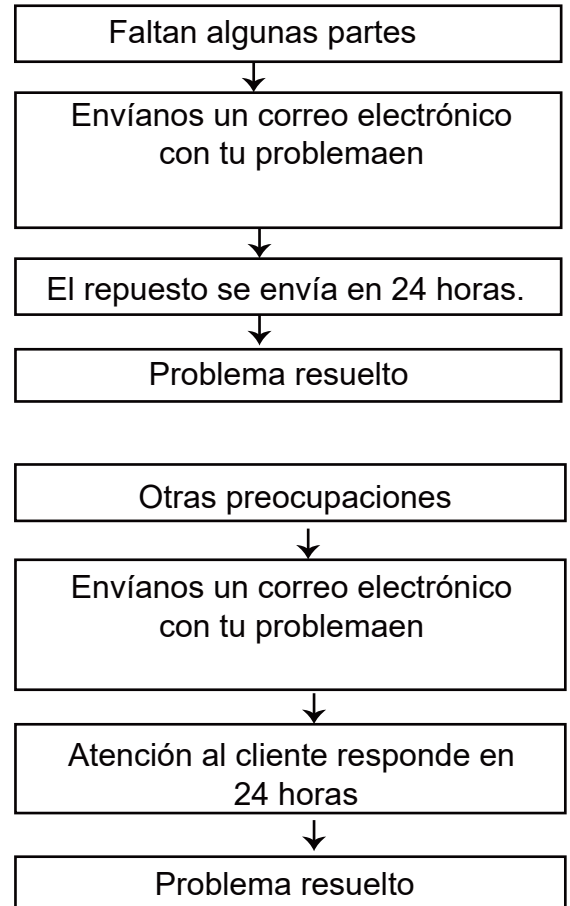 Faltan algunas partes
Envíanos un correo electrónico
con tu problemaen
El repuesto se envía en 24 horas.
Problema resuelto
Otras preocupaciones
Envíanos un correo electrónico
con tu problemaen
Atención al cliente responde en
24 horas
Problema resuelto